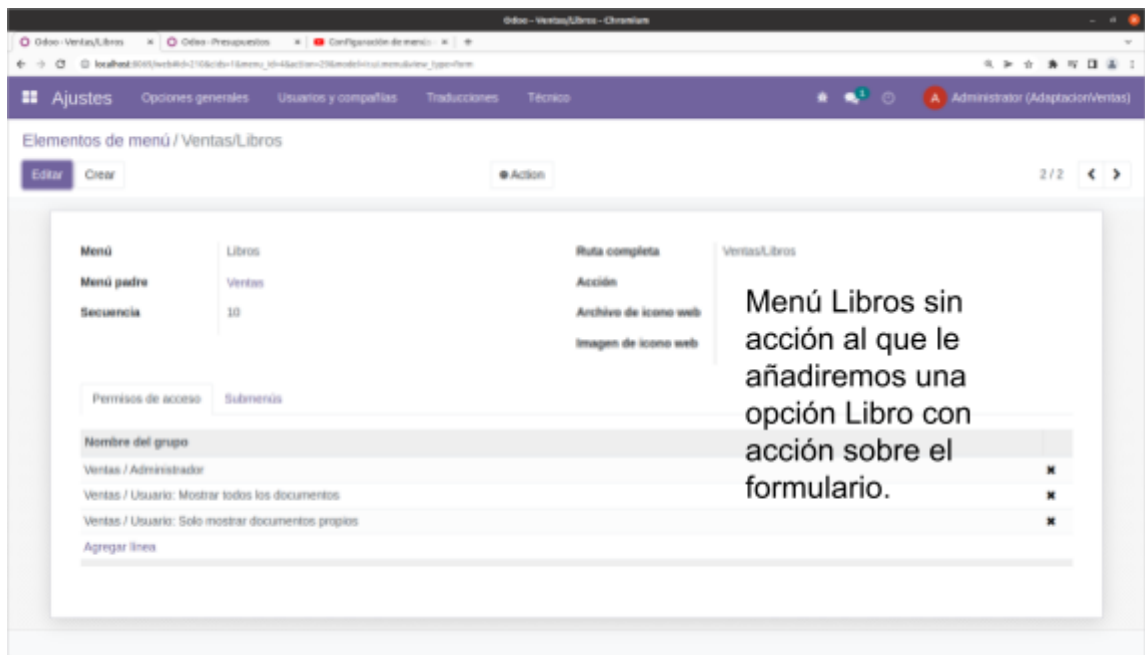 Odoo - Ventas/Libros - Chromium
Odoo - Ventas/Libros
Odoo - Presupuestos
Configuración de menús
Ajustes
Opciones generales
Usuarios y compañías
Traducciones
Técnico
1
A
Administrator (AdaptacionVentas)
Elementos de menú / Ventas/Libros
Editar
Crear
Action
2 / 2
Menú
Libros
Ruta completa
Ventas/Libros
Menú padre
Ventas
Acción
Secuencia
10
Archivo de icono web
Imagen de icono web
Menú Libros sin
acción al que le
añadiremos una
opción Libro con
acción sobre el
formulario.
Permisos de acceso
Submenús
Nombre del grupo
Ventas / Administrador
Ventas / Usuario: Mostrar todos los documentos
Ventas / Usuario: Solo mostrar documentos propios
Agregar línea